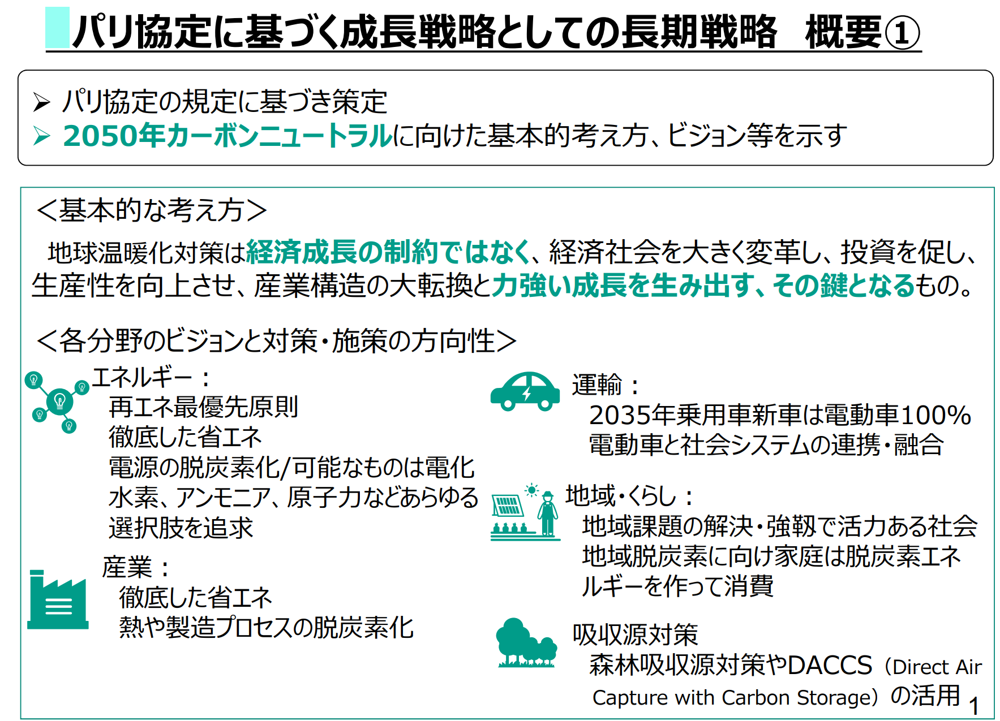 パリ協定に基づく成長戦略としての長期戦略　概要①
➢ パリ協定の規定に基づき策定
➢ 2050年カーボンニュートラルに向けた基本的考え方、ビジョン等を示す
＜基本的な考え方＞
地球温暖化対策は経済成長の制約ではなく、経済社会を大きく変革し、投資を促し、
生産性を向上させ、産業構造の大転換と力強い成長を生み出す、その鍵となるもの。
＜各分野のビジョンと対策・施策の方向性＞
エネルギー：
再エネ最優先原則
徹底した省エネ
電源の脱炭素化/可能なものは電化
水素、アンモニア、原子力などあらゆる
選択肢を追求
産業：
徹底した省エネ
熱や製造プロセスの脱炭素化
運輸：
2035年乗用車新車は電動車100%
電動車と社会システムの連携・融合
地域・くらし：
地域課題の解決・強靱で活力ある社会
地域脱炭素に向け家庭は脱炭素エネ
ルギーを作って消費
吸収源対策
森林吸収源対策やDACCS（Direct Air
Capture with Carbon Storage）の活用
1